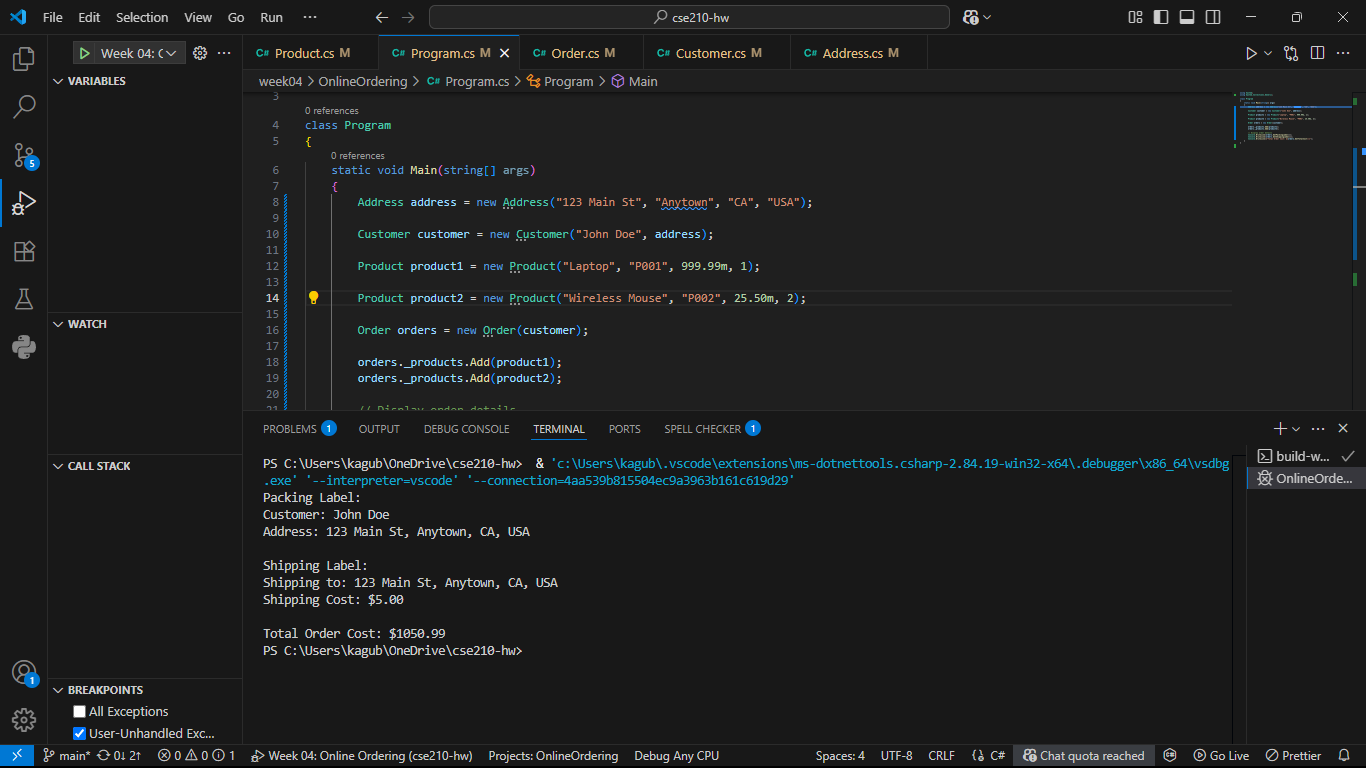 File Edit Selection View Go Run ··· cse210-hw
Week 04: C ···
Product.cs M Program.cs M Order.cs M Customer.cs M Address.cs M
week04 > OnlineOrdering > Program.cs > Program > Main
VARIABLES
WATCH
CALL STACK
BREAKPOINTS
All Exceptions
User-Unhandled Exc...
5
1
3
0 references
4 class Program
5 {
0 references
6 static void Main(string[] args)
7 {
8 Address address = new Address("123 Main St", "Anytown", "CA", "USA");
9
10 Customer customer = new Customer("John Doe", address);
11
12 Product product1 = new Product("Laptop", "P001", 999.99m, 1);
13
14 Product product2 = new Product("Wireless Mouse", "P002", 25.50m, 2);
15
16 Order orders = new Order(customer);
17
18 orders._products.Add(product1);
19 orders._products.Add(product2);
20
21 // Display order details
PROBLEMS 1 OUTPUT DEBUG CONSOLE TERMINAL PORTS SPELL CHECKER 1
PS C:\Users\kagub\OneDrive\cse210-hw> & 'c:\Users\kagub\.vscode\extensions\ms-dotnettools.csharp-2.84.19-win32-x64\.debugger\x86_64\vsdbg
.exe' '--interpreter=vscode' '--connection=4aa539b815504ec9a3963b161c619d29'
Packing Label:
Customer: John Doe
Address: 123 Main St, Anytown, CA, USA
Shipping Label:
Shipping to: 123 Main St, Anytown, CA, USA
Shipping Cost: $5.00
Total Order Cost: $1050.99
PS C:\Users\kagub\OneDrive\cse210-hw>
build-w...
OnlineOrde...
main* 0↓ 2↑ 0 0 1 Week 04: Online Ordering (cse210-hw) Projects: OnlineOrdering Debug Any CPU Spaces: 4 UTF-8 CRLF {} C# Chat quota reached Go Live Prettier